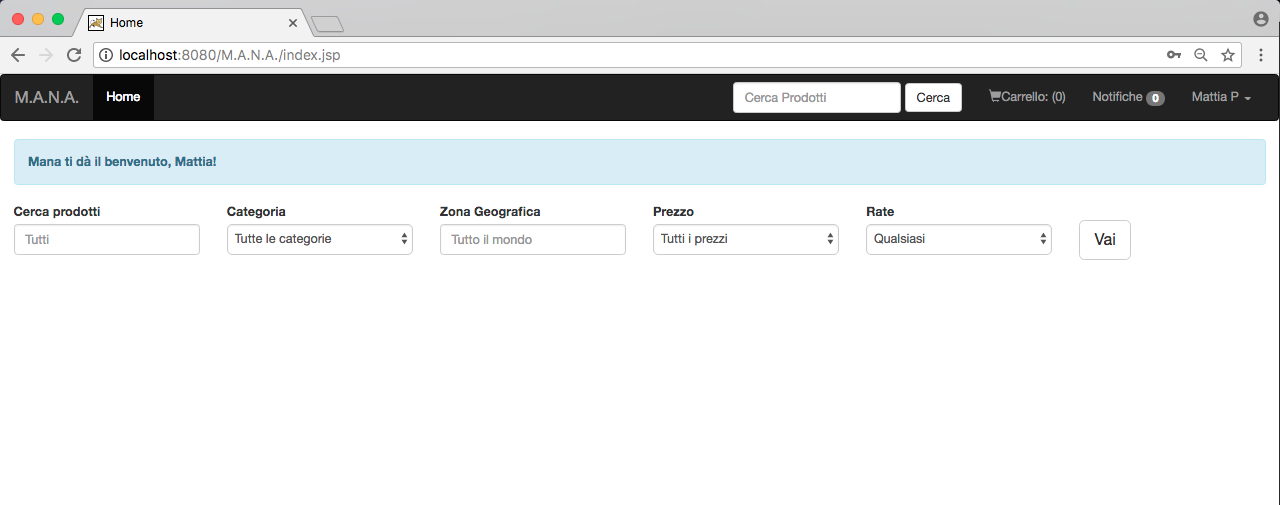 Home
localhost:8080/M.A.N.A./index.jsp
M.A.N.A. Home Cerca Prodotti Cerca Carrello: (0) Notifiche 0 Mattia P
Mana ti dà il benvenuto, Mattia!
Cerca prodotti Categoria Zona Geografica Prezzo Rate
Tutti Tutte le categorie Tutto il mondo Tutti i prezzi Qualsiasi Vai